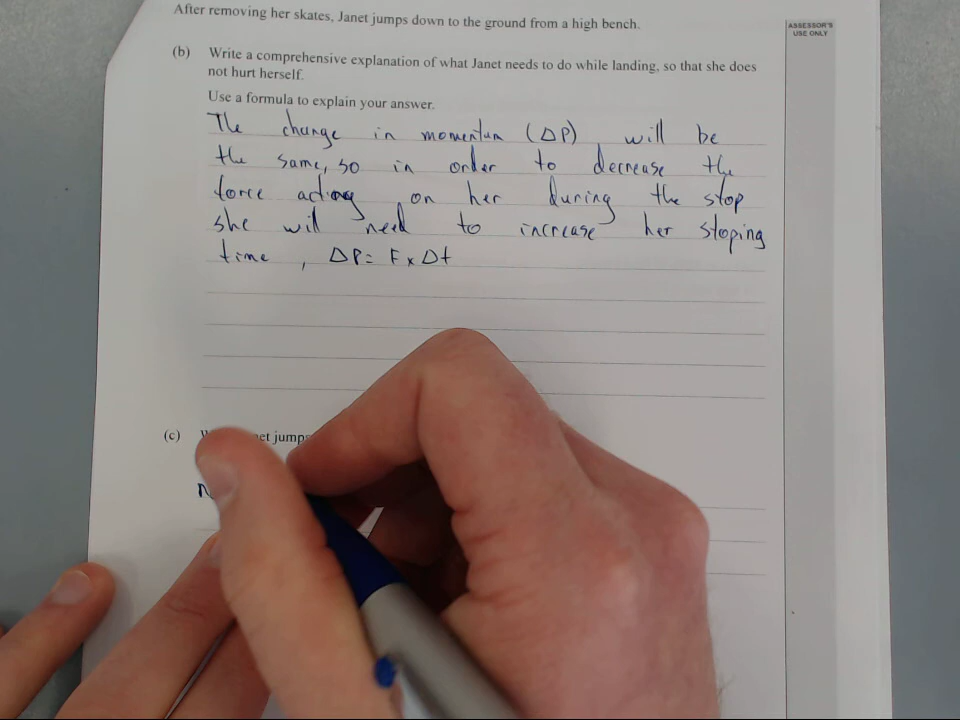 After removing her skates, Janet jumps down to the ground from a high bench.
ASSESSOR'S
USE ONLY
(b) Write a comprehensive explanation of what Janet needs to do while landing, so that she does
not hurt herself.
Use a formula to explain your answer.
The change in momentum (ΔP) will be
the same, so in order to decrease the
force acting on her during the stop
she will need to increase her stoping
time , ΔP = F x Δt
(c) jumps